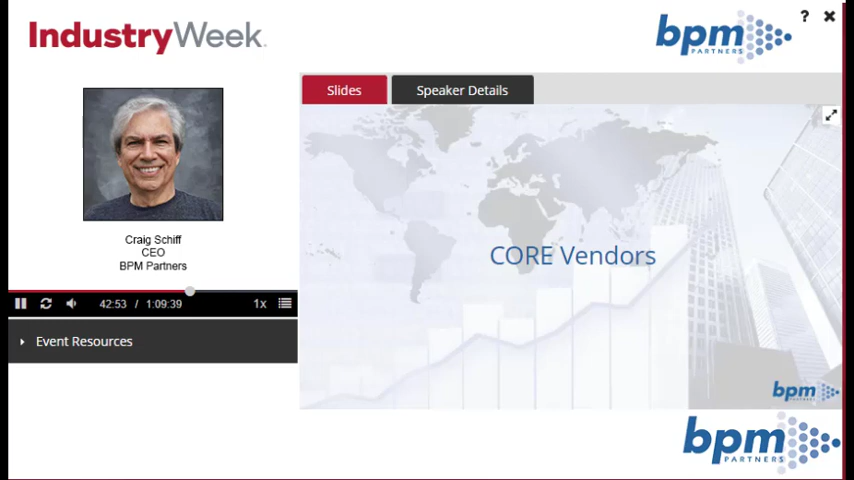 IndustryWeek.
bpm
PARTNERS
?
Slides
Speaker Details
CORE Vendors
Craig Schiff
CEO
BPM Partners
42:53 / 1:09:39
1x
Event Resources
bpm
bpm
PARTNERS